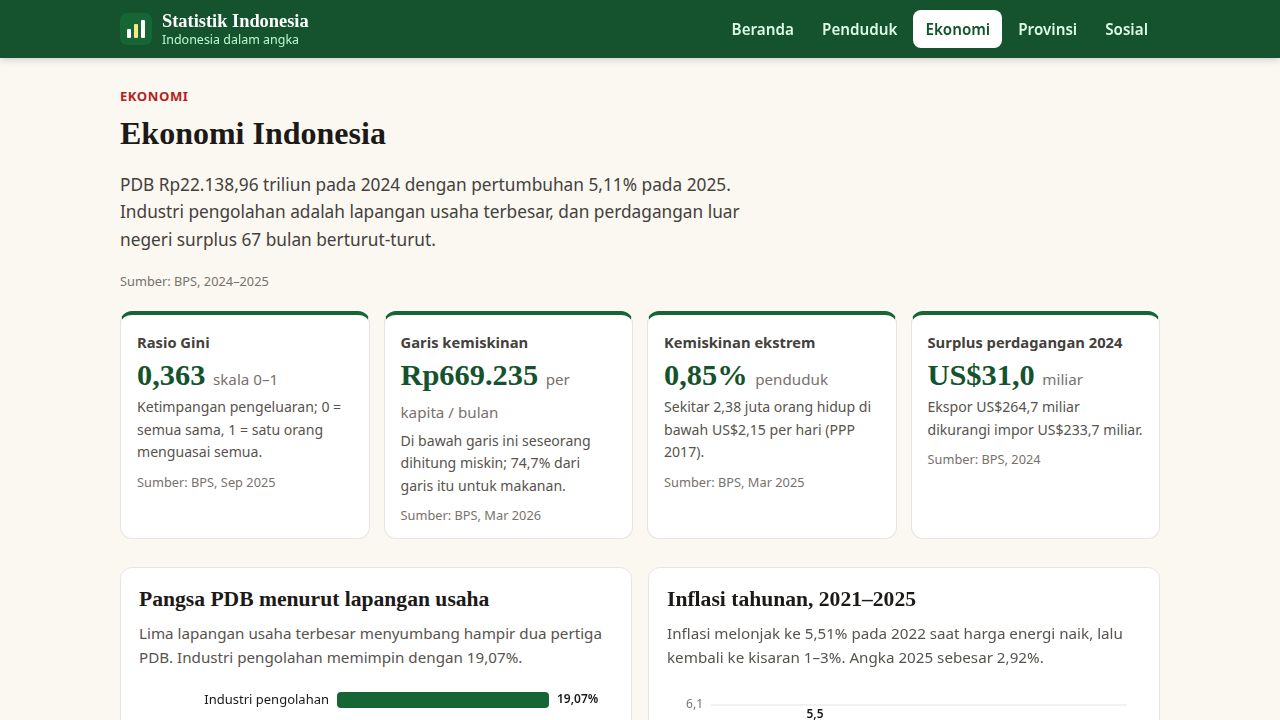 Statistik Indonesia
Indonesia dalam angka
Beranda
Penduduk
Ekonomi
Provinsi
Sosial
EKONOMI
Ekonomi Indonesia
PDB Rp22.138,96 triliun pada 2024 dengan pertumbuhan 5,11% pada 2025.
Industri pengolahan adalah lapangan usaha terbesar, dan perdagangan luar
negeri surplus 67 bulan berturut-turut.
Sumber: BPS, 2024–2025
Rasio Gini
0,363 skala 0–1
Ketimpangan pengeluaran; 0 =
semua sama, 1 = satu orang
menguasai semua.
Sumber: BPS, Sep 2025
Garis kemiskinan
Rp669.235 per
kapita / bulan
Di bawah garis ini seseorang
dihitung miskin; 74,7% dari
garis itu untuk makanan.
Sumber: BPS, Mar 2026
Kemiskinan ekstrem
0,85% penduduk
Sekitar 2,38 juta orang hidup di
bawah US$2,15 per hari (PPP
2017).
Sumber: BPS, Mar 2025
Surplus perdagangan 2024
US$31,0 miliar
Ekspor US$264,7 miliar
dikurangi impor US$233,7 miliar.
Sumber: BPS, 2024
Pangsa PDB menurut lapangan usaha
Lima lapangan usaha terbesar menyumbang hampir dua pertiga
PDB. Industri pengolahan memimpin dengan 19,07%.
Industri pengolahan 19,07%
Inflasi tahunan, 2021–2025
Inflasi melonjak ke 5,51% pada 2022 saat harga energi naik, lalu
kembali ke kisaran 1–3%. Angka 2025 sebesar 2,92%.
6,1
5,5